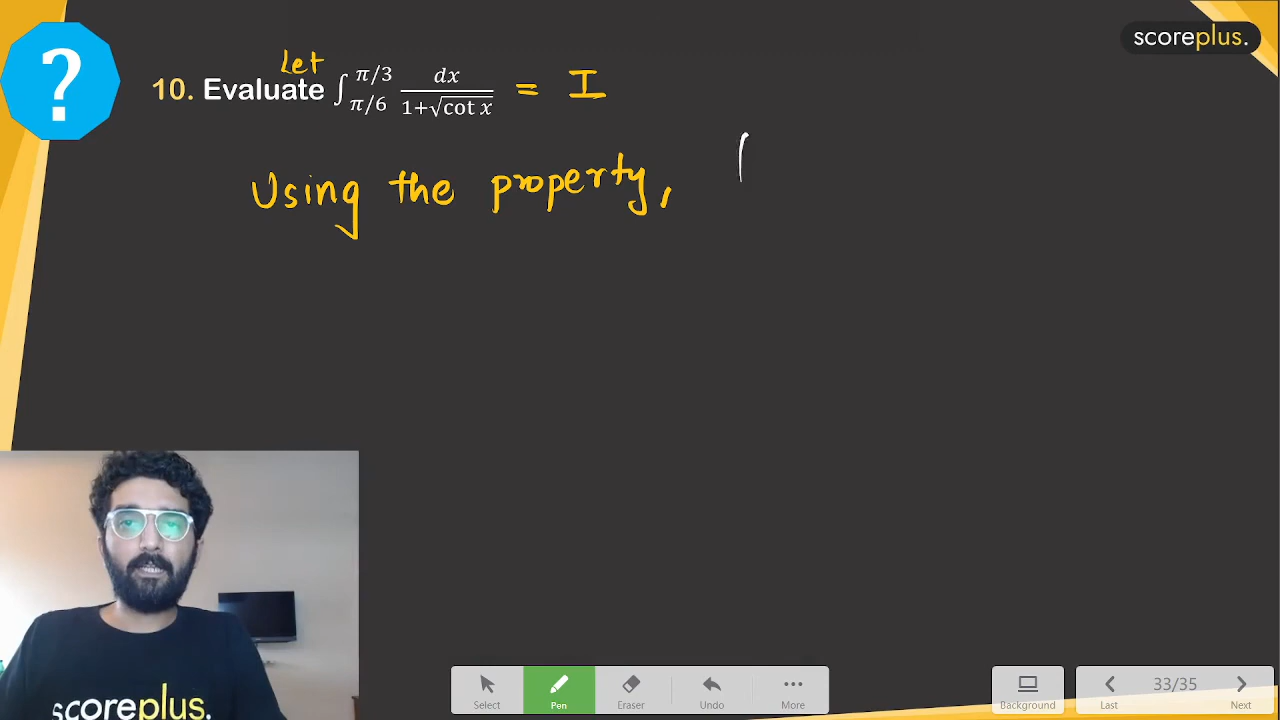 scoreplus.
?
Let
10. Evaluate ∫ π/3 π/6 dx/(1+√cot x) = I
Using the property,
scoreplus.
Select
Pen
Eraser
Undo
More
Background
Last
33/35
Next